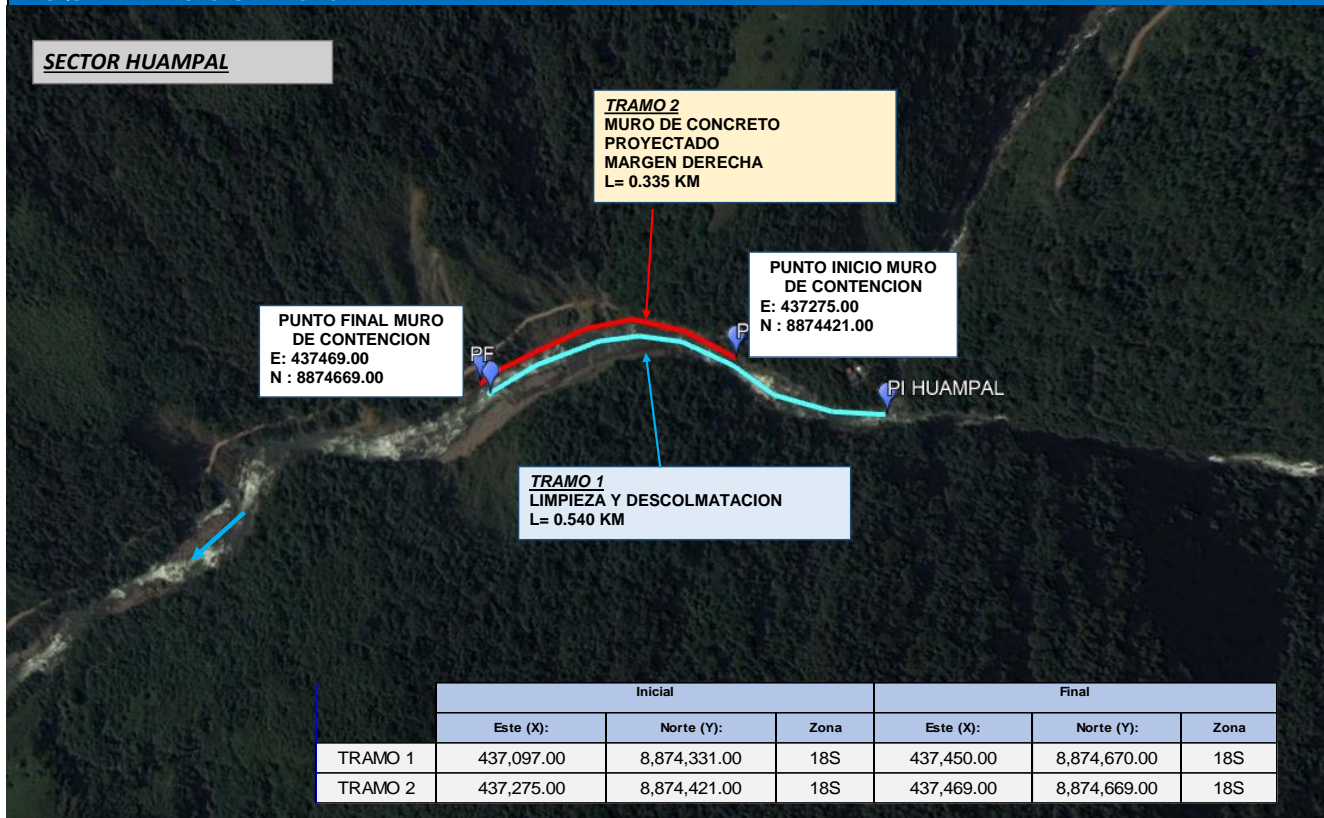 SECTOR HUAMPAL
TRAMO 2
MURO DE CONCRETO
PROYECTADO
MARGEN DERECHA
L= 0.335 KM
PUNTO INICIO MURO
DE CONTENCION
E: 437275.00
N : 8874421.00
PUNTO FINAL MURO
DE CONTENCION
E: 437469.00
N : 8874669.00
PF
P
PI HUAMPAL
TRAMO 1
LIMPIEZA Y DESCOLMATACION
L= 0.540 KM
Inicial Final
Este (X): Norte (Y): Zona Este (X): Norte (Y): Zona
TRAMO 1 437,097.00 8,874,331.00 18S 437,450.00 8,874,670.00 18S
TRAMO 2 437,275.00 8,874,421.00 18S 437,469.00 8,874,669.00 18S